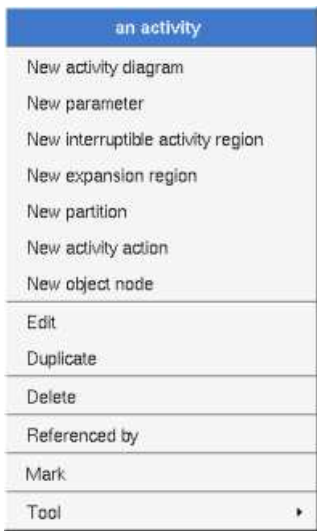 an activity
New activity diagram
New parameter
New interruptible activity region
New expansion region
New partition
New activity action
New object node
Edit
Duplicate
Delete
Referenced by
Mark
Tool